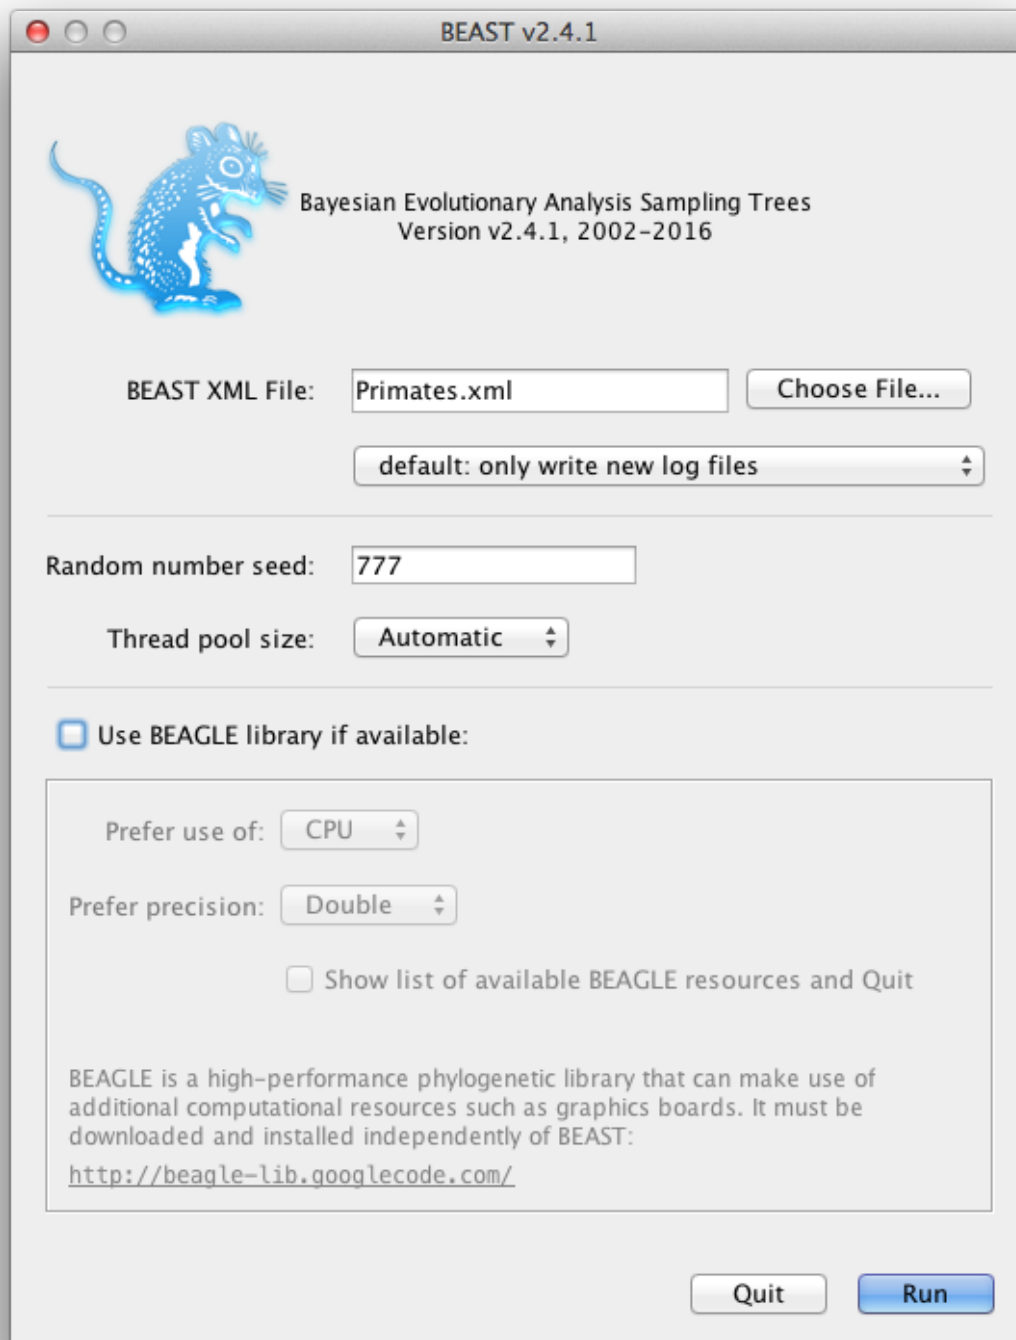 BEAST v2.4.1
Bayesian Evolutionary Analysis Sampling Trees
Version v2.4.1, 2002–2016
BEAST XML File: Primates.xml Choose File...
default: only write new log files
Random number seed: 777
Thread pool size: Automatic
Use BEAGLE library if available:
Prefer use of: CPU
Prefer precision: Double
Show list of available BEAGLE resources and Quit
BEAGLE is a high–performance phylogenetic library that can make use of
additional computational resources such as graphics boards. It must be
downloaded and installed independently of BEAST:
http://beagle-lib.googlecode.com/
Quit Run